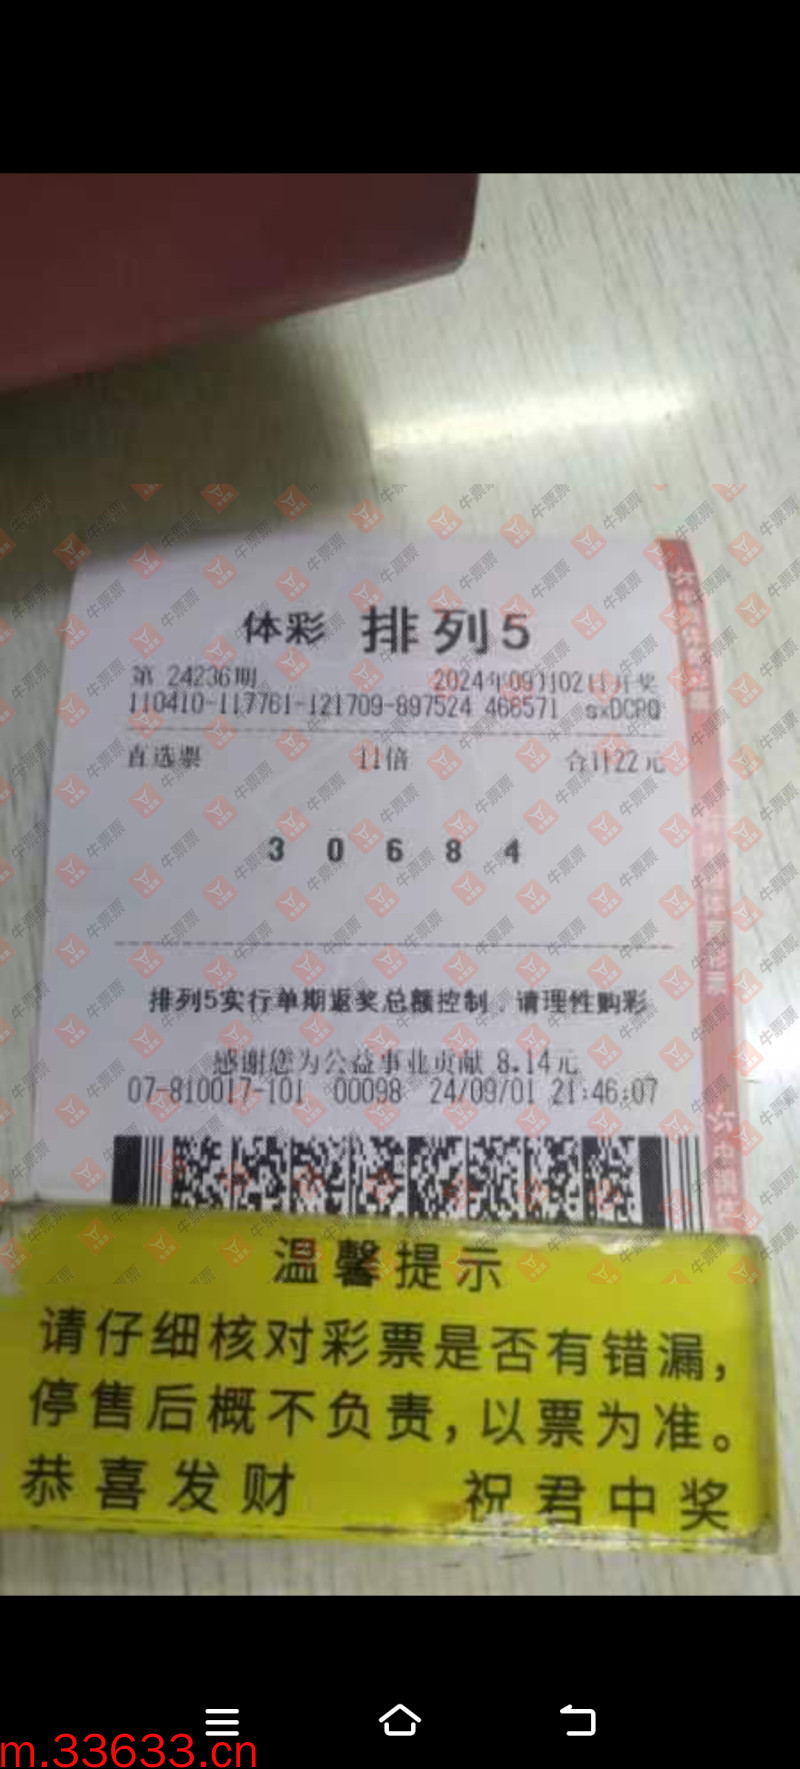 体彩 排列5
第 24236期 2024年09月02日开奖
110410-117761-121709-897524 466571 sxDCPQ
直选票 11倍 合计22元
3 0 6 8 4
排列5实行单期返奖总额控制，请理性购彩
感谢您为公益事业贡献 8.14元
07-810017-101 00098 24/09/01 21:46:07
温馨提示
请仔细核对彩票是否有错漏，
停售后概不负责，以票为准。
恭喜发财 祝君中奖
牛票票
m.33633.cn